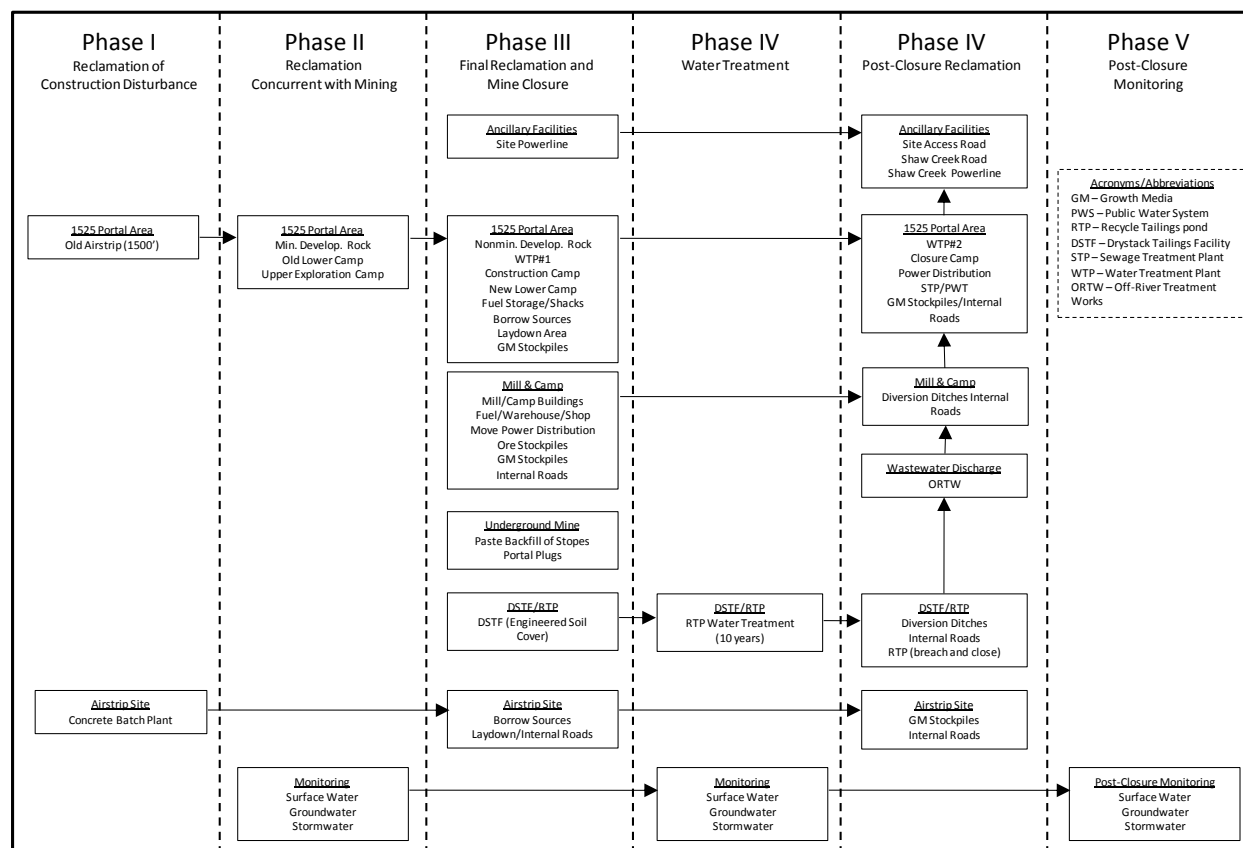 Phase I
Reclamation of
Construction Disturbance
Phase II
Reclamation
Concurrent with Mining
Phase III
Final Reclamation and
Mine Closure
Phase IV
Water Treatment
Phase IV
Post-Closure Reclamation
Phase V
Post-Closure
Monitoring
Ancillary Facilities
Site Powerline
Ancillary Facilities
Site Access Road
Shaw Creek Road
Shaw Creek Powerline
Acronyms/Abbreviations
GM – Growth Media
PWS – Public Water System
RTP – Recycle Tailings pond
DSTF – Drystack Tailings Facility
STP – Sewage Treatment Plant
WTP – Water Treatment Plant
ORTW – Off-River Treatment
Works
1525 Portal Area
Old Airstrip (1500')
1525 Portal Area
Min. Develop. Rock
Old Lower Camp
Upper Exploration Camp
1525 Portal Area
Nonmin. Develop. Rock
WTP#1
Construction Camp
New Lower Camp
Fuel Storage/Shacks
Borrow Sources
Laydown Area
GM Stockpiles
1525 Portal Area
WTP#2
Closure Camp
Power Distribution
STP/PWT
GM Stockpiles/Internal
Roads
Mill & Camp
Mill/Camp Buildings
Fuel/Warehouse/Shop
Move Power Distribution
Ore Stockpiles
GM Stockpiles
Internal Roads
Mill & Camp
Diversion Ditches Internal
Roads
Wastewater Discharge
ORTW
Underground Mine
Paste Backfill of Stopes
Portal Plugs
DSTF/RTP
DSTF (Engineered Soil
Cover)
DSTF/RTP
RTP Water Treatment
(10 years)
DSTF/RTP
Diversion Ditches
Internal Roads
RTP (breach and close)
Airstrip Site
Concrete Batch Plant
Airstrip Site
Borrow Sources
Laydown/Internal Roads
Airstrip Site
GM Stockpiles
Internal Roads
Monitoring
Surface Water
Groundwater
Stormwater
Monitoring
Surface Water
Groundwater
Stormwater
Post-Closure Monitoring
Surface Water
Groundwater
Stormwater